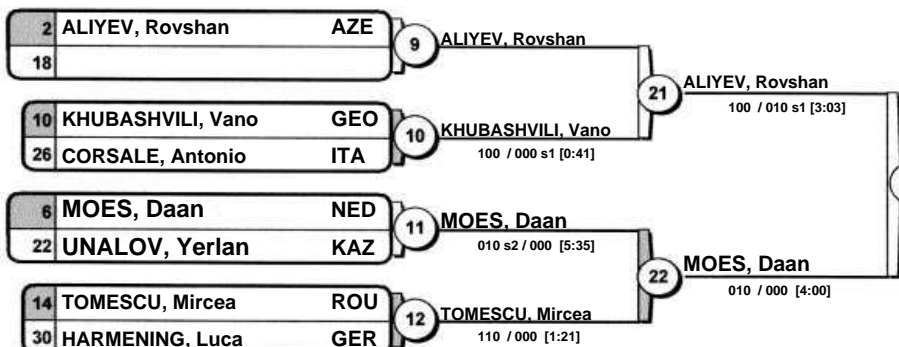 2 ALIYEV, Rovshan AZE
18
9
ALIYEV, Rovshan
10 KHUBASHVILI, Vano GEO
26 CORSALE, Antonio ITA
10
KHUBASHVILI, Vano
100 / 000 s1 [0:41]
21
ALIYEV, Rovshan
100 / 010 s1 [3:03]
6 MOES, Daan NED
22 UNALOV, Yerlan KAZ
11
MOES, Daan
010 s2 / 000 [5:35]
14 TOMESCU, Mircea ROU
30 HARMENING, Luca GER
12
TOMESCU, Mircea
110 / 000 [1:21]
22
MOES, Daan
010 / 000 [4:00]